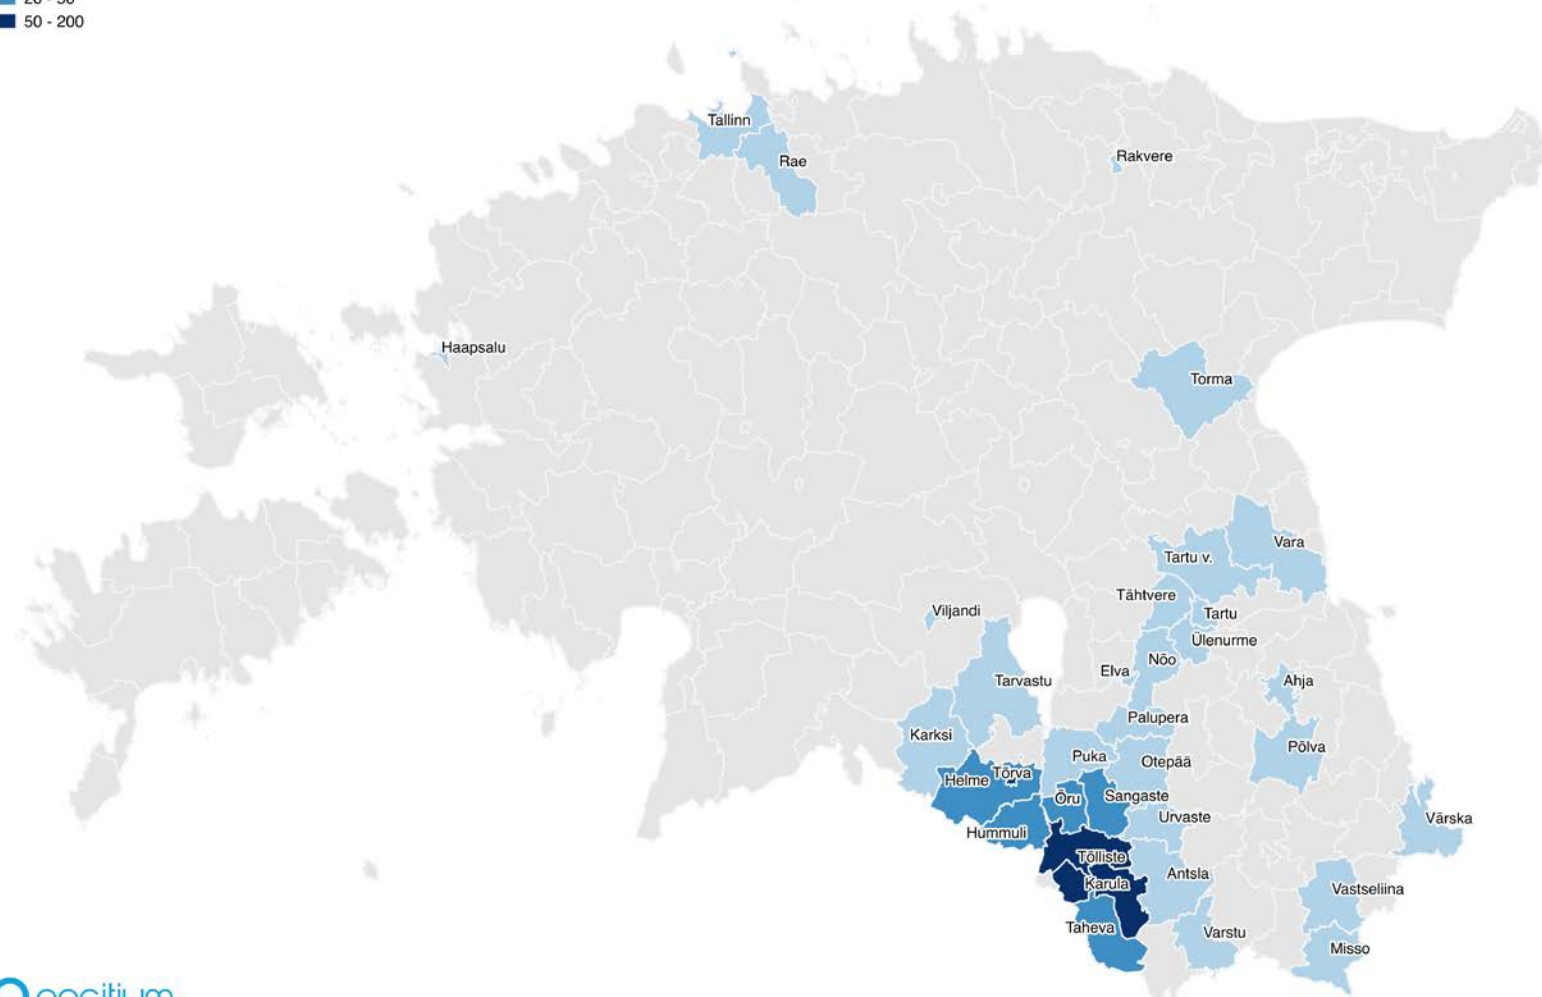 50 - 200
Tallinn
Rae
Rakvere
Haapsalu
Torma
Vara
Tartu v.
Tähtvere
Viljandi
Tartu
Ülenurme
Nõo
Elva
Tarvastu
Ahja
Palupera
Karksi
Põlva
Puka
Otepää
Tõrva
Helme
Õru
Sangaste
Urvaste
Värska
Hummuli
Tõlliste
Antsla
Karula
Vastseliina
Taheva
Varstu
Misso